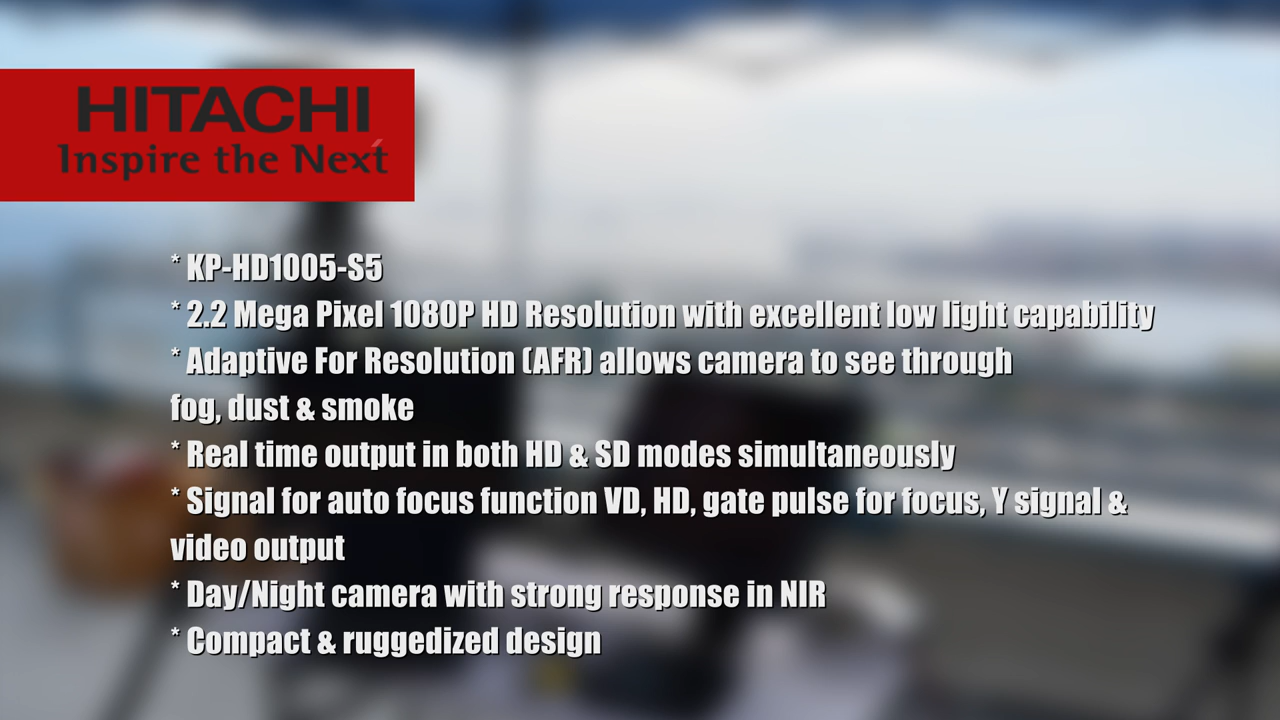 HITACHI
Inspire the Next
* KP-HD1005-S5
* 2.2 Mega Pixel 1080P HD Resolution with excellent low light capability
* Adaptive For Resolution (AFR) allows camera to see through
fog, dust & smoke
* Real time output in both HD & SD modes simultaneously
* Signal for auto focus function VD, HD, gate pulse for focus, Y signal &
video output
* Day/Night camera with strong response in NIR
* Compact & ruggedized design